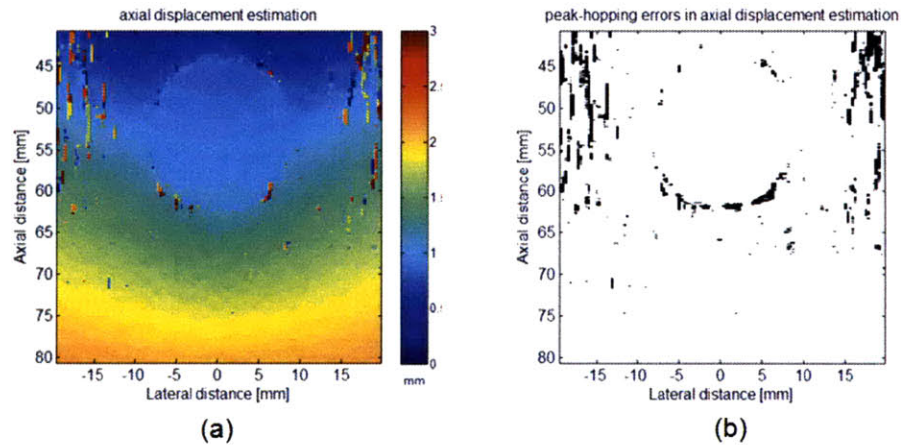 axial displacement estimation
45
50
55
60
65
70
75
80
-15 -10 -5 0 5 10 15
Axial distance [mm]
Lateral distance [mm]
3
2.
2
1.
1
0.
0
mm
(a)
peak-hopping errors in axial displacement estimation
45
50
55
60
65
70
75
80
-15 -10 -5 0 5 10 15
Axial distance [mm]
Lateral distance [mm]
(b)